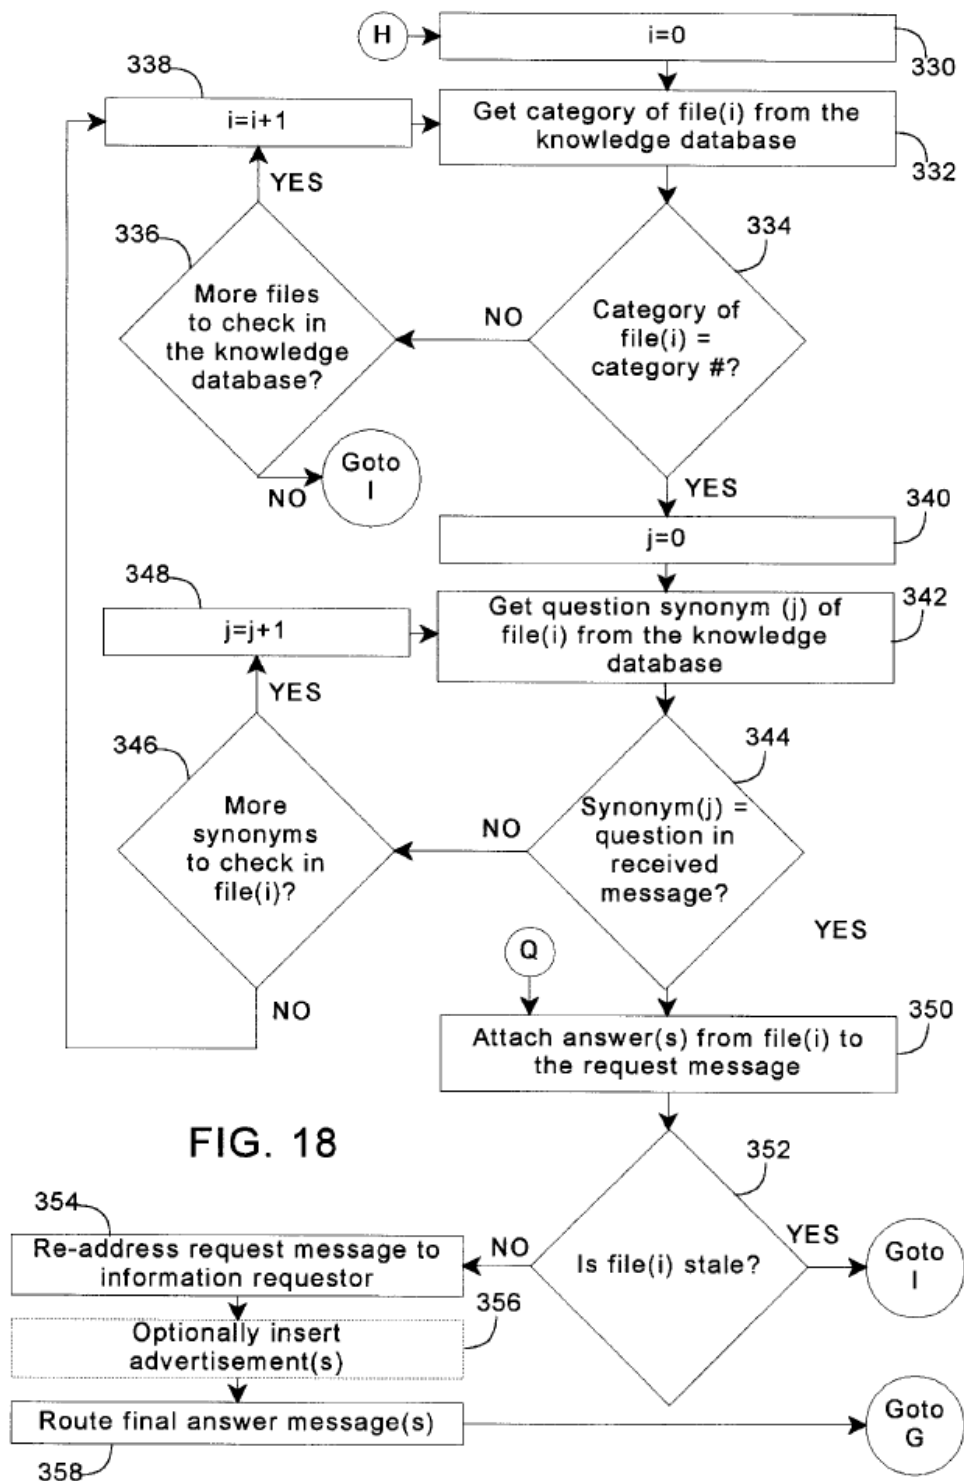 H
i=0
330
338
i=i+1
Get category of file(i) from the
knowledge database
332
YES
336
334
More files
to check in
the knowledge
database?
NO
Category of
file(i) =
category #?
NO
Goto
I
YES
340
j=0
348
j=j+1
Get question synonym (j) of
file(i) from the knowledge
database
342
YES
346
344
More
synonyms
to check in
file(i)?
NO
Synonym(j) =
question in
received
message?
YES
Q
NO
350
Attach answer(s) from file(i) to
the request message
FIG. 18
352
354
Re-address request message to
information requestor
NO
Is file(i) stale?
YES
Goto
I
356
Optionally insert
advertisement(s)
Route final answer message(s)
358
Goto
G